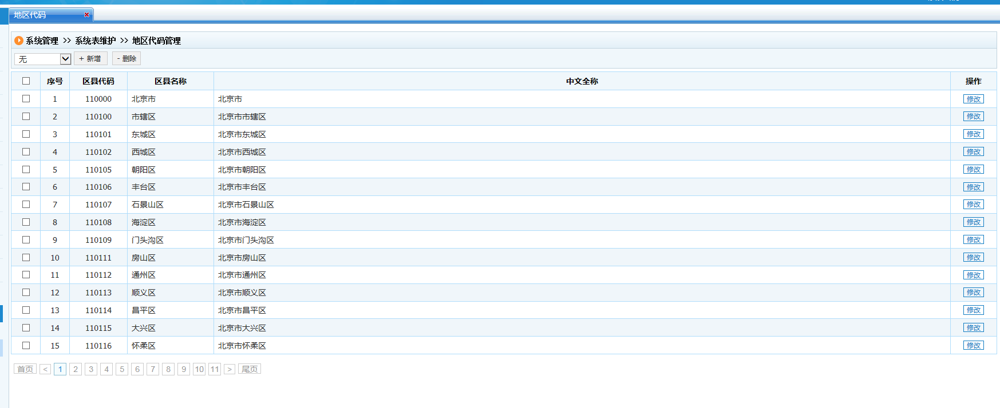 地区代码
系统管理 >> 系统表维护 >> 地区代码管理
无 + 新增 - 删除
序号 区县代码 区县名称 中文全称 操作
1 110000 北京市 北京市 修改
2 110100 市辖区 北京市市辖区 修改
3 110101 东城区 北京市东城区 修改
4 110102 西城区 北京市西城区 修改
5 110105 朝阳区 北京市朝阳区 修改
6 110106 丰台区 北京市丰台区 修改
7 110107 石景山区 北京市石景山区 修改
8 110108 海淀区 北京市海淀区 修改
9 110109 门头沟区 北京市门头沟区 修改
10 110111 房山区 北京市房山区 修改
11 110112 通州区 北京市通州区 修改
12 110113 顺义区 北京市顺义区 修改
13 110114 昌平区 北京市昌平区 修改
14 110115 大兴区 北京市大兴区 修改
15 110116 怀柔区 北京市怀柔区 修改
首页 < 1 2 3 4 5 6 7 8 9 10 11 > 尾页